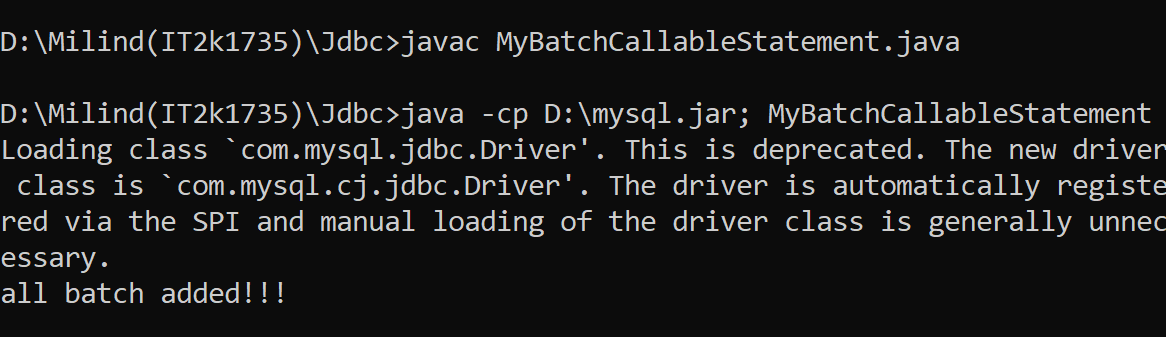 D:\Milind(IT2k1735)\Jdbc>javac MyBatchCallableStatement.java
D:\Milind(IT2k1735)\Jdbc>java -cp D:\mysql.jar; MyBatchCallableStatement
Loading class `com.mysql.jdbc.Driver'. This is deprecated. The new driver
 class is `com.mysql.cj.jdbc.Driver'. The driver is automatically registe
red via the SPI and manual loading of the driver class is generally unnec
essary.
all batch added!!!